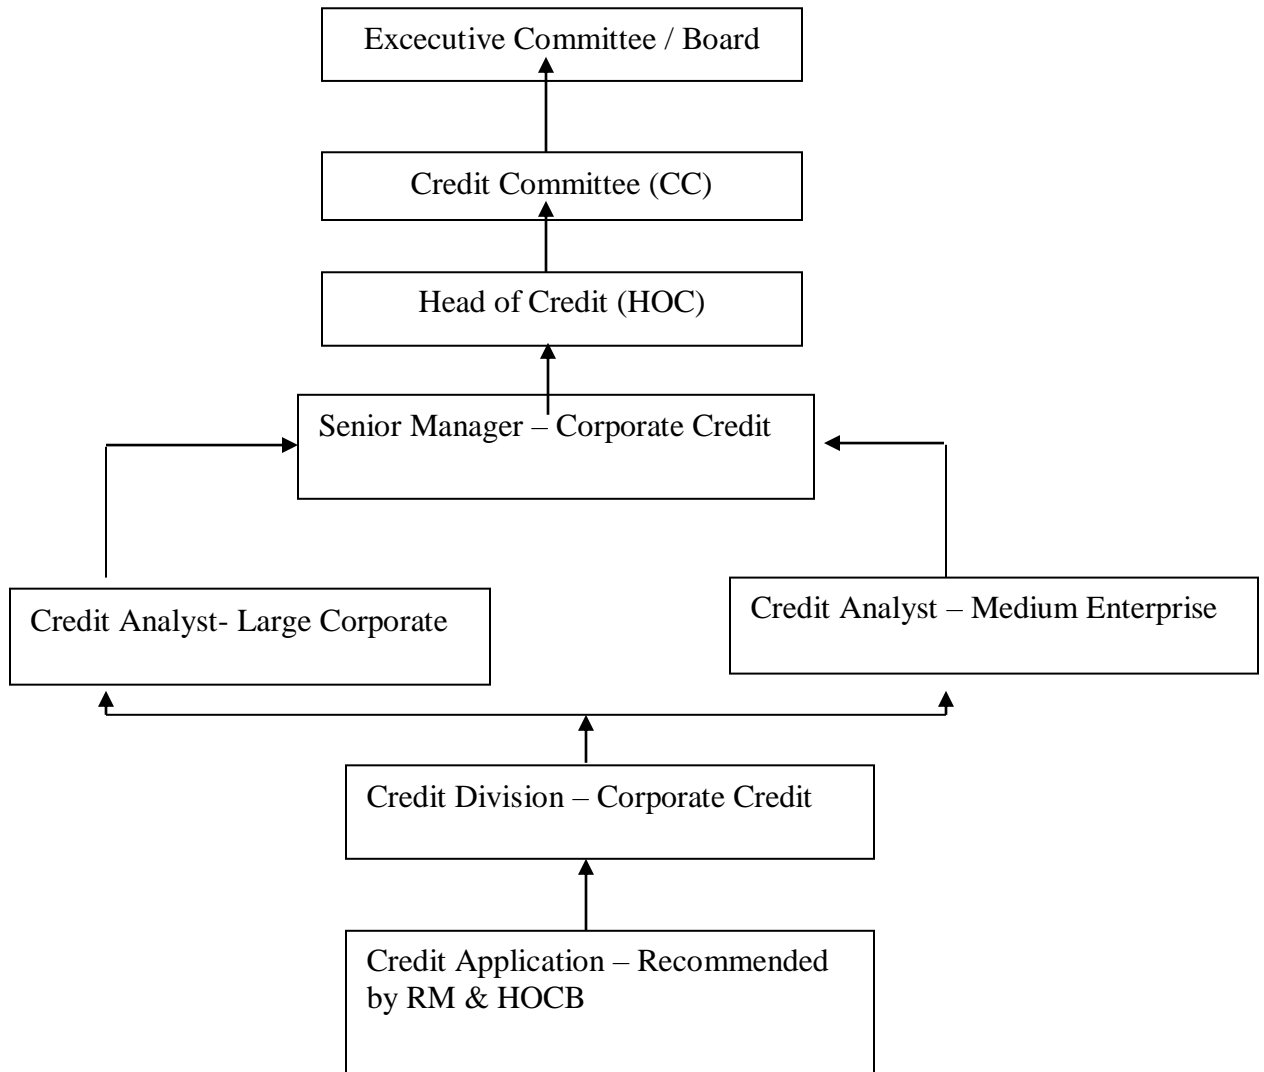 Excecutive Committee / Board
Credit Committee (CC)
Head of Credit (HOC)
Senior Manager – Corporate Credit
Credit Analyst- Large Corporate
Credit Analyst – Medium Enterprise
Credit Division – Corporate Credit
Credit Application – Recommended
by RM & HOCB